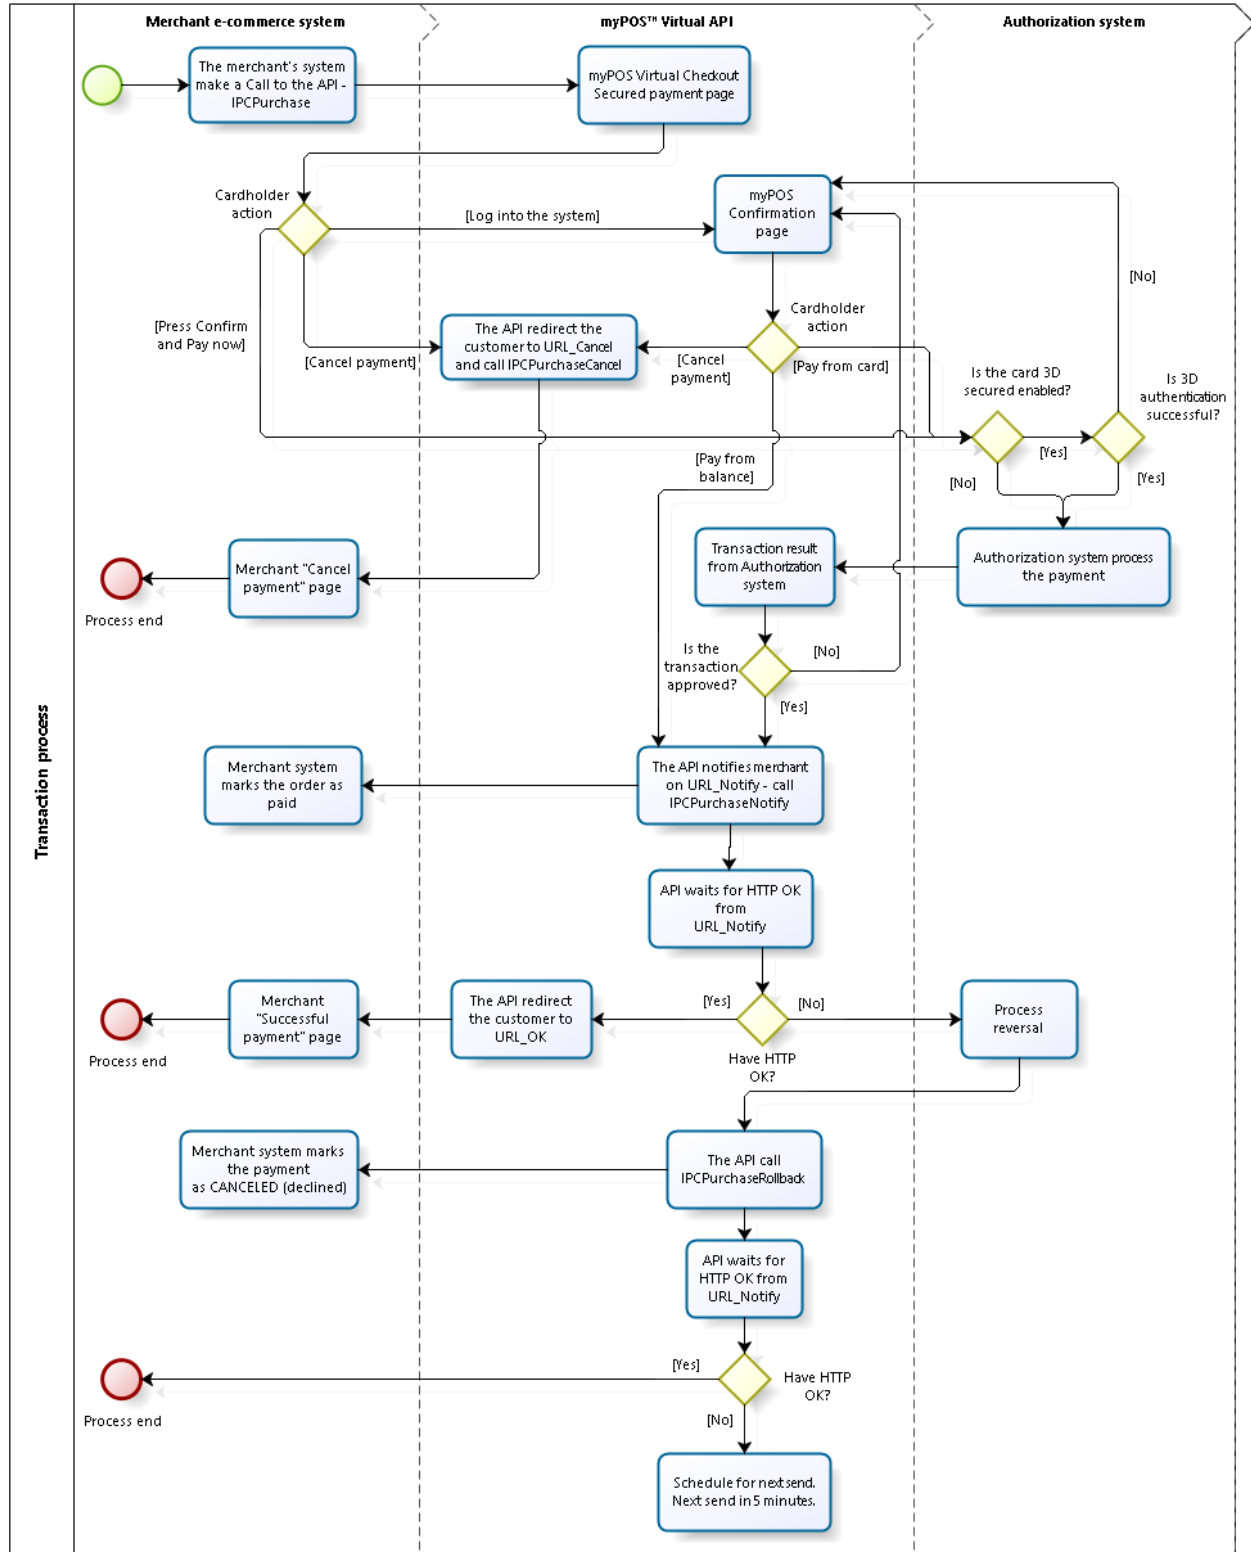 Merchant e-commerce system
myPOS™ Virtual API
Authorization system
Transaction process
The merchant's system
make a Call to the API -
IPCPurchase
myPOS Virtual Checkout
Secured payment page
Cardholder
action
[Log into the system]
myPOS
Confirmation
page
[No]
[Press Confirm
and Pay now]
[Cancel payment]
The API redirect the
customer to URL_Cancel
and call IPCPurchaseCancel
[Cancel
payment]
Cardholder
action
[Pay from card]
Is the card 3D
secured enabled?
Is 3D
authentication
successful?
[Yes]
[No]
[Yes]
[Pay from
balance]
Merchant "Cancel
payment" page
Process end
Transaction result
from Authorization
system
Authorization system process
the payment
Is the
transaction
approved?
[No]
[Yes]
Merchant system
marks the order as
paid
The API notifies merchant
on URL_Notify - call
IPCPurchaseNotify
API waits for HTTP OK
from
URL_Notify
Process end
Merchant
"Successful
payment" page
The API redirect
the customer to
URL_OK
[Yes]
[No]
Have HTTP
OK?
Process
reversal
Merchant system marks
the payment
as CANCELED (declined)
The API call
IPCPurchaseRollback
API waits for
HTTP OK from
URL_Notify
Process end
[Yes]
Have HTTP
OK?
[No]
Schedule for next send.
Next send in 5 minutes.